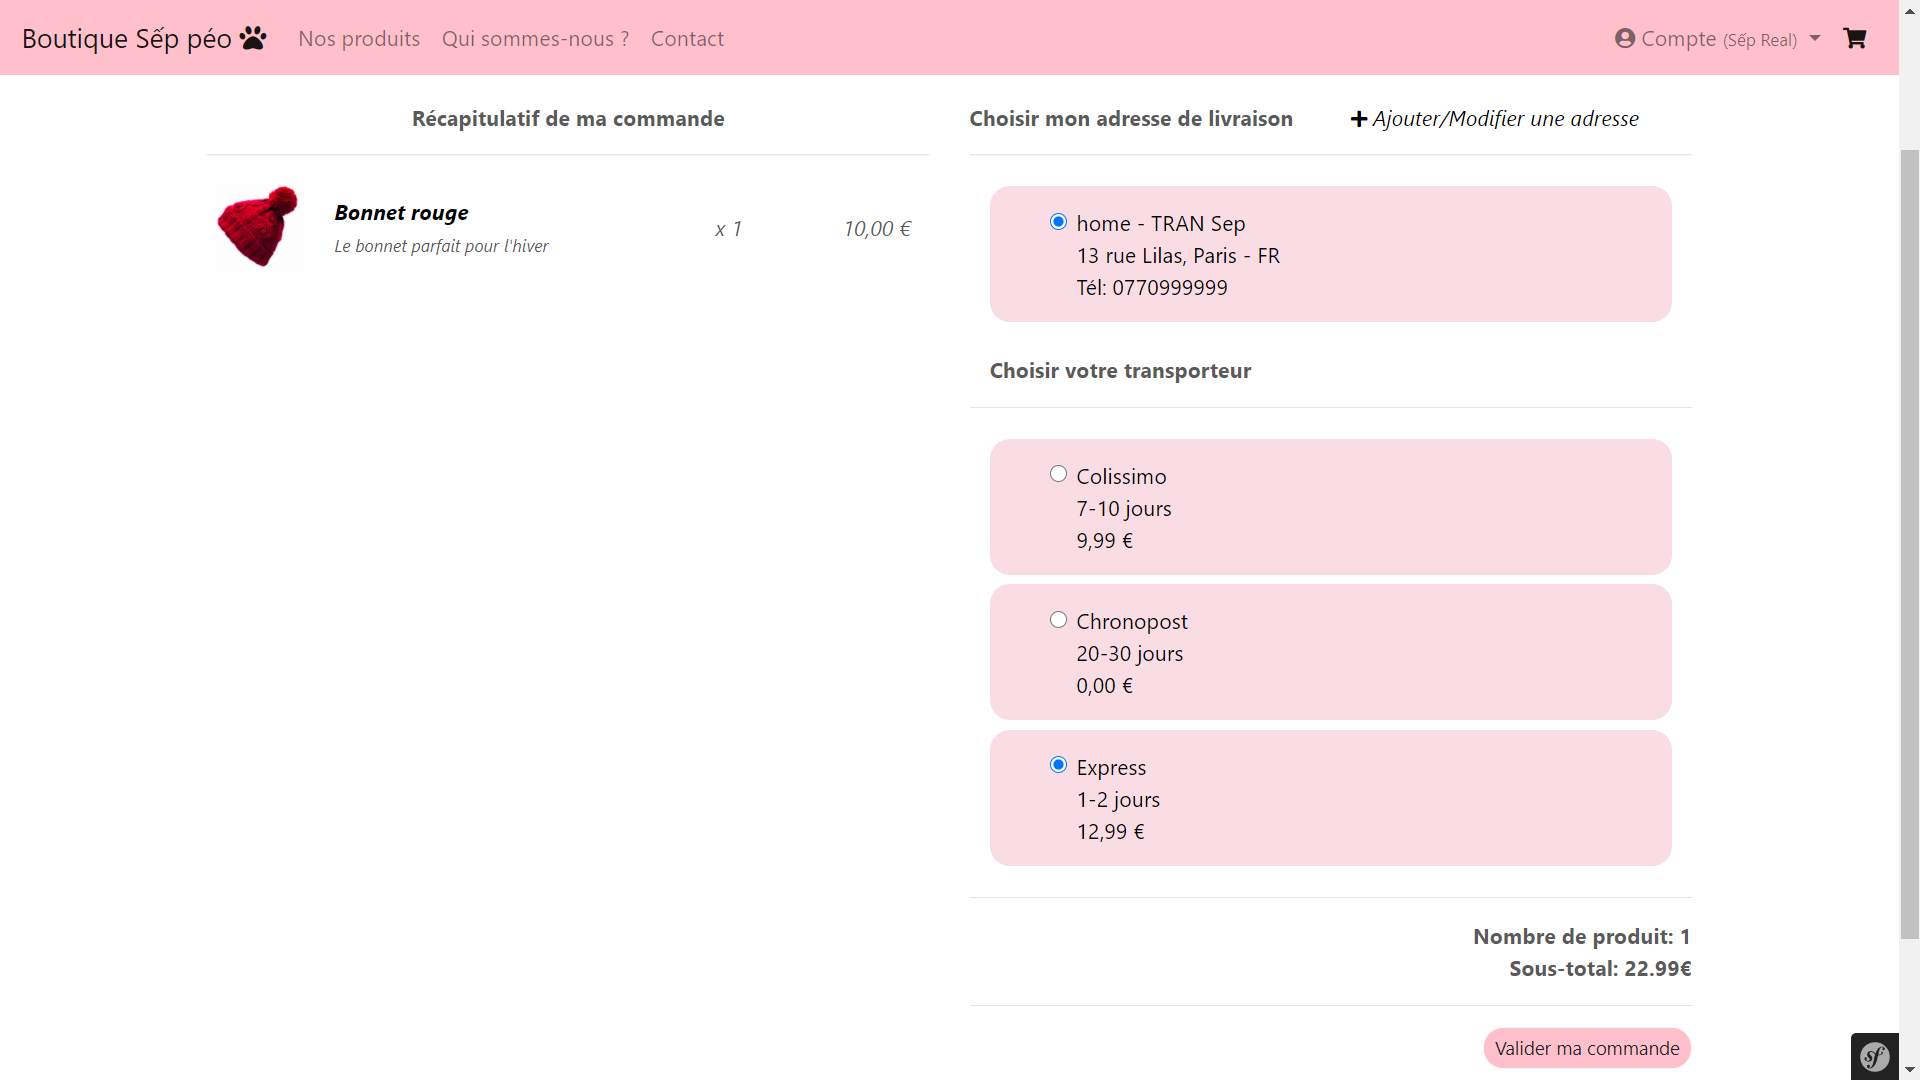 Boutique Sếp péo
Nos produits
Qui sommes-nous ?
Contact
Compte (Sếp Real)
Récapitulatif de ma commande
Bonnet rouge
Le bonnet parfait pour l'hiver
x 1
10,00 €
Choisir mon adresse de livraison
Ajouter/Modifier une adresse
home - TRAN Sep
13 rue Lilas, Paris - FR
Tél: 0770999999
Choisir votre transporteur
Colissimo
7-10 jours
9,99 €
Chronopost
20-30 jours
0,00 €
Express
1-2 jours
12,99 €
Nombre de produit: 1
Sous-total: 22.99€
Valider ma commande
sf